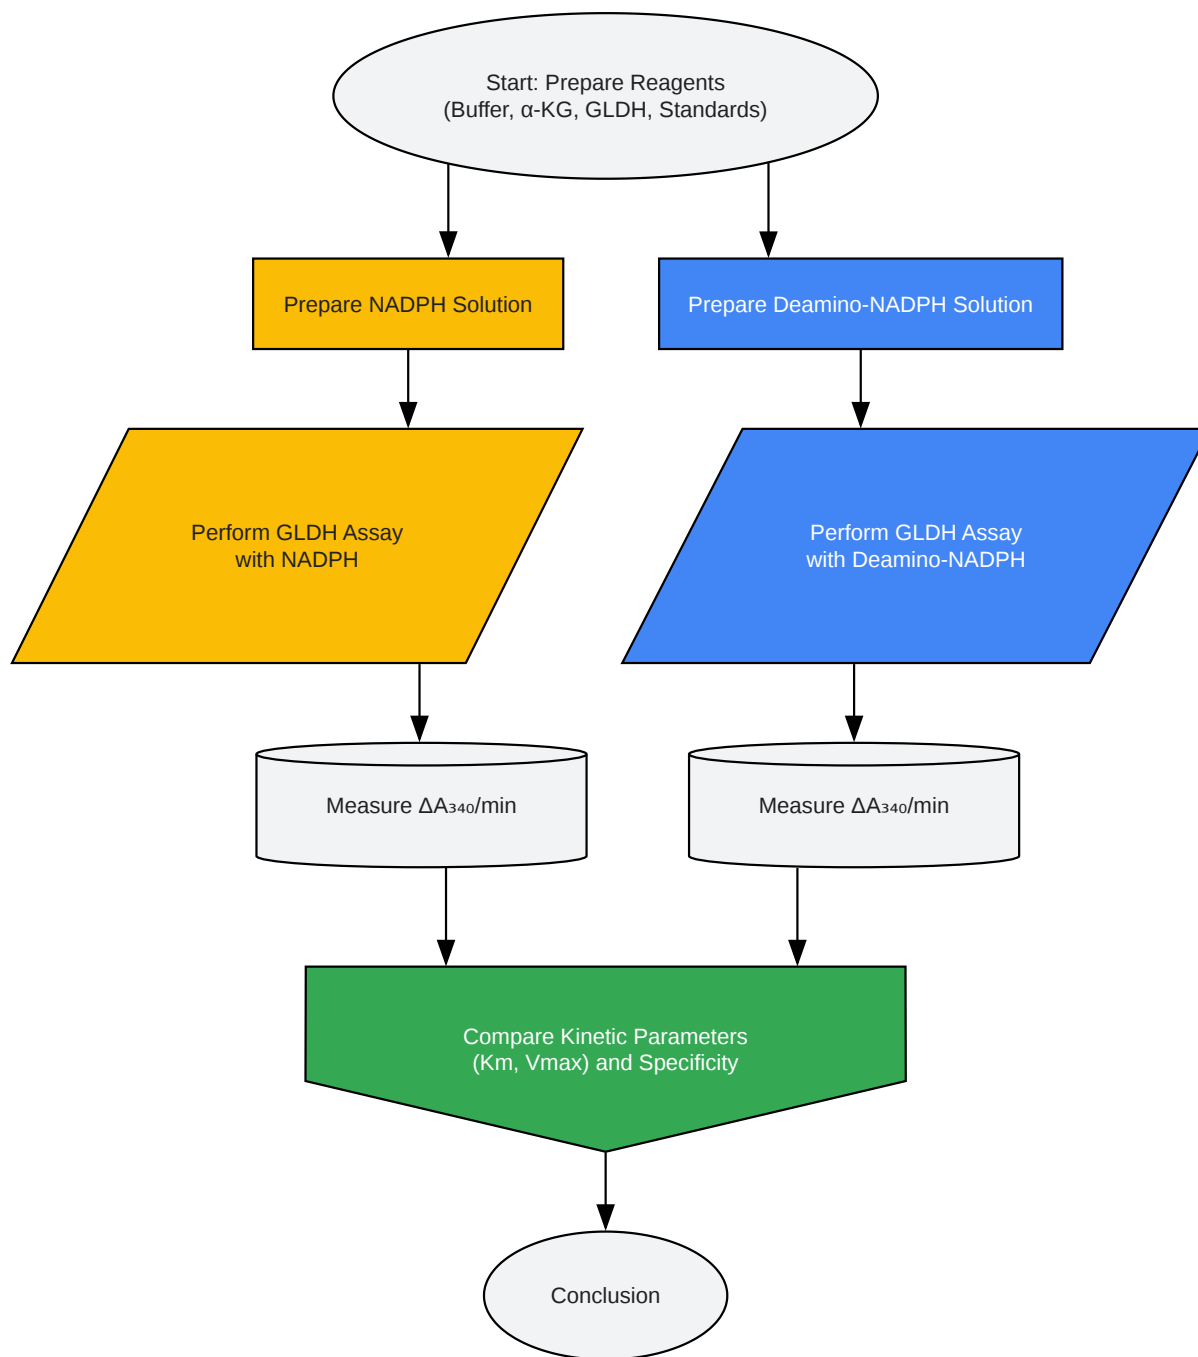 Start: Prepare Reagents
(Buffer, α-KG, GLDH, Standards)
Prepare NADPH Solution
Prepare Deamino-NADPH Solution
Perform GLDH Assay
with NADPH
Perform GLDH Assay
with Deamino-NADPH
Measure ΔA₃₄₀/min
Measure ΔA₃₄₀/min
Compare Kinetic Parameters
(Km, Vmax) and Specificity
Conclusion